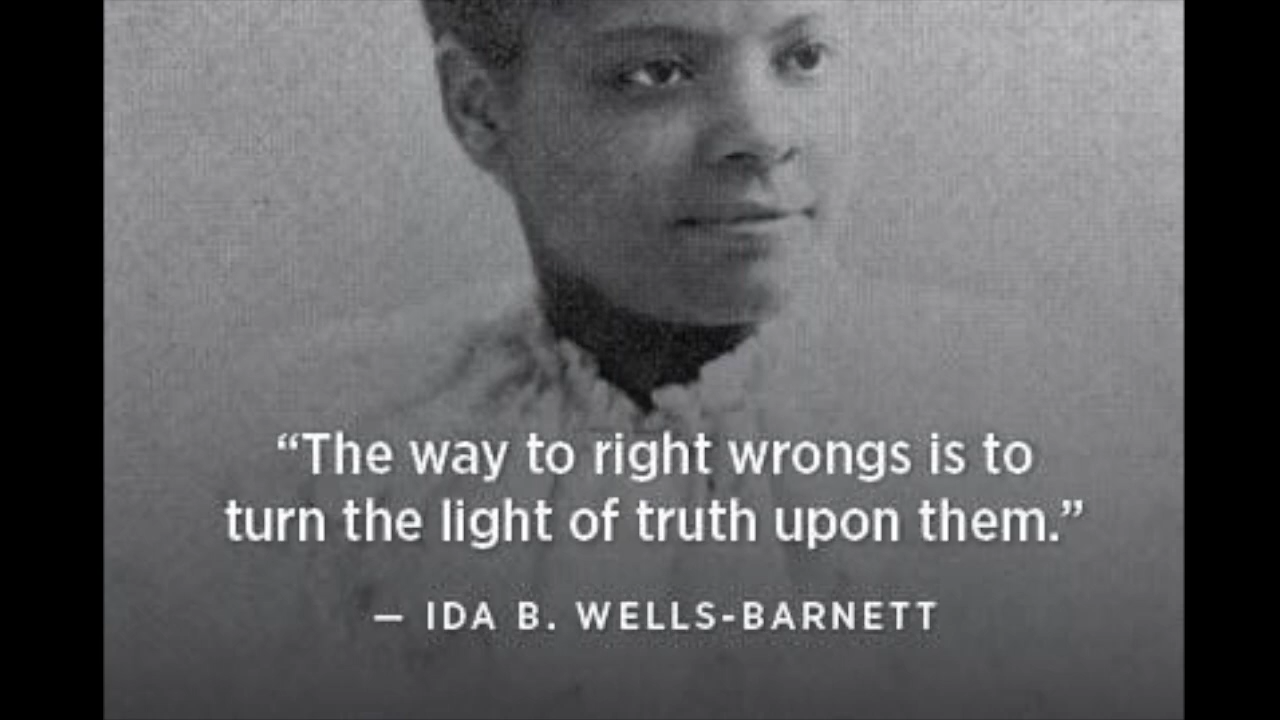 “The way to right wrongs is to
turn the light of truth upon them.”
— IDA B. WELLS-BARNETT